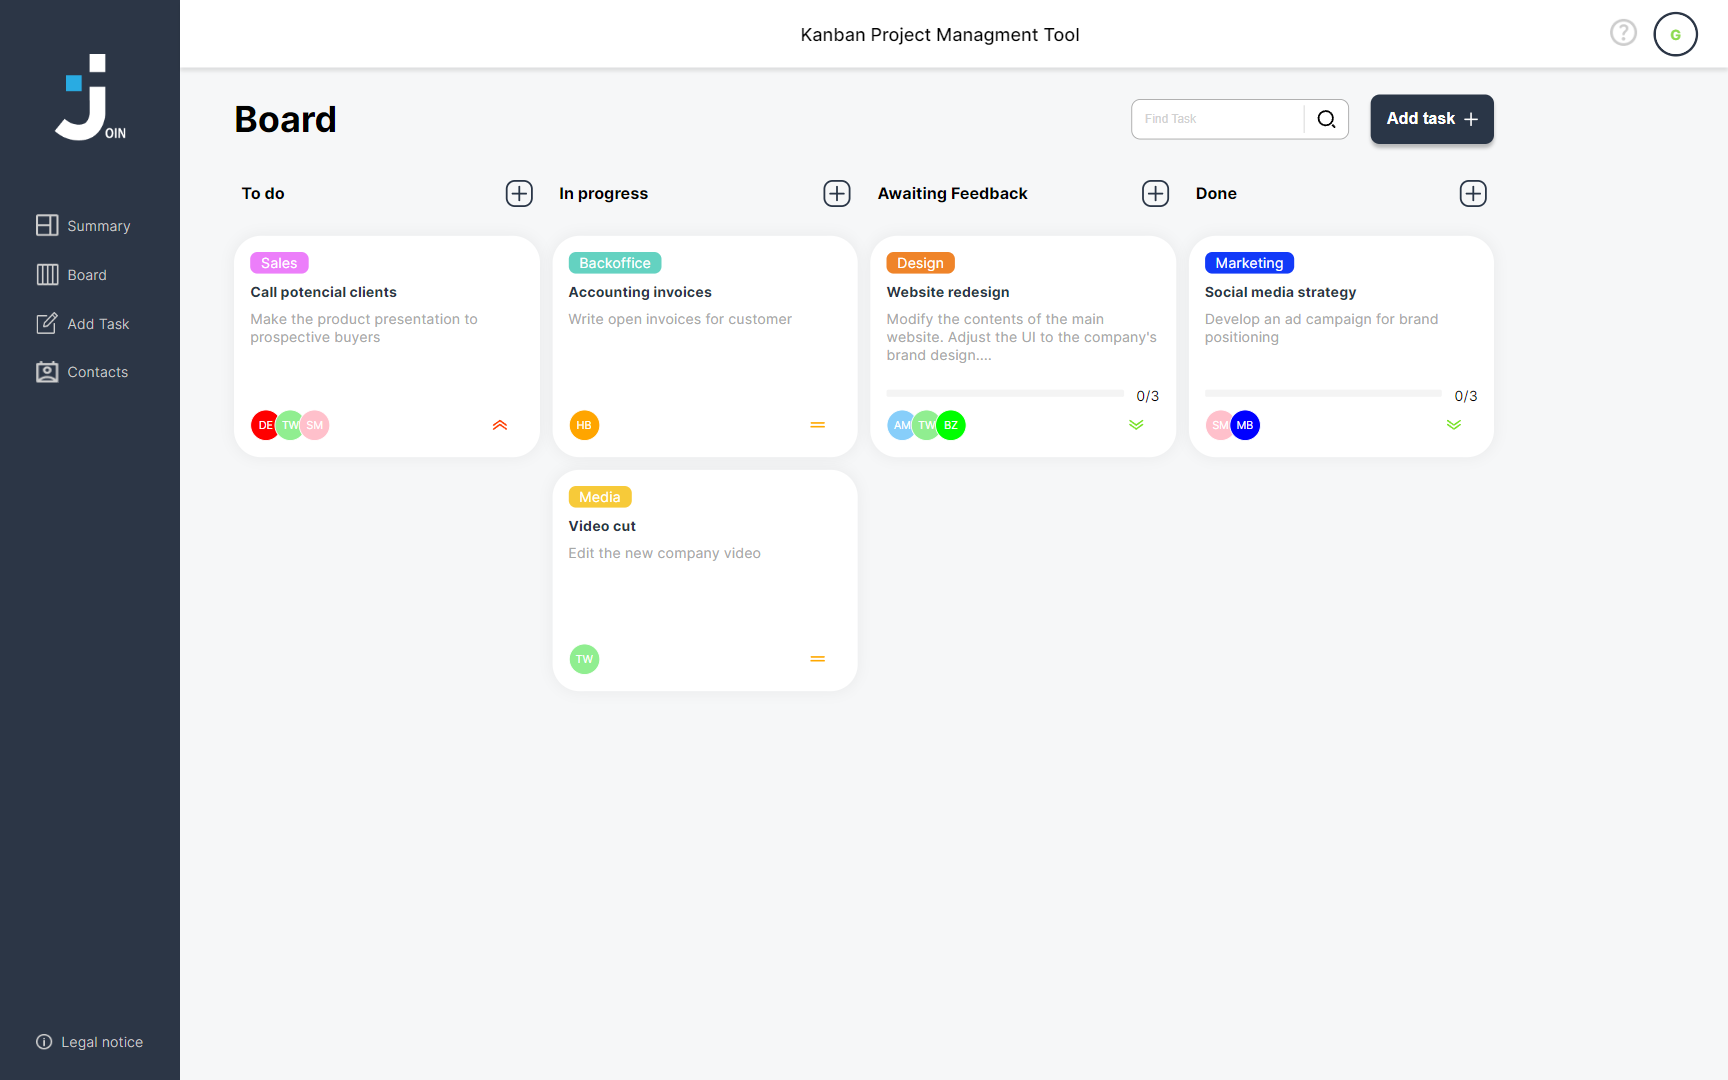 Kanban Project Managment Tool
G
OIN
Summary
Board
Add Task
Contacts
Legal notice
Board
Find Task
Add task
To do
In progress
Awaiting Feedback
Done
Sales
Call potencial clients
Make the product presentation to
prospective buyers
DE TW SM
Backoffice
Accounting invoices
Write open invoices for customer
HB
Media
Video cut
Edit the new company video
TW
Design
Website redesign
Modify the contents of the main
website. Adjust the UI to the company's
brand design....
0/3
AM TW BZ
Marketing
Social media strategy
Develop an ad campaign for brand
positioning
0/3
SM MB